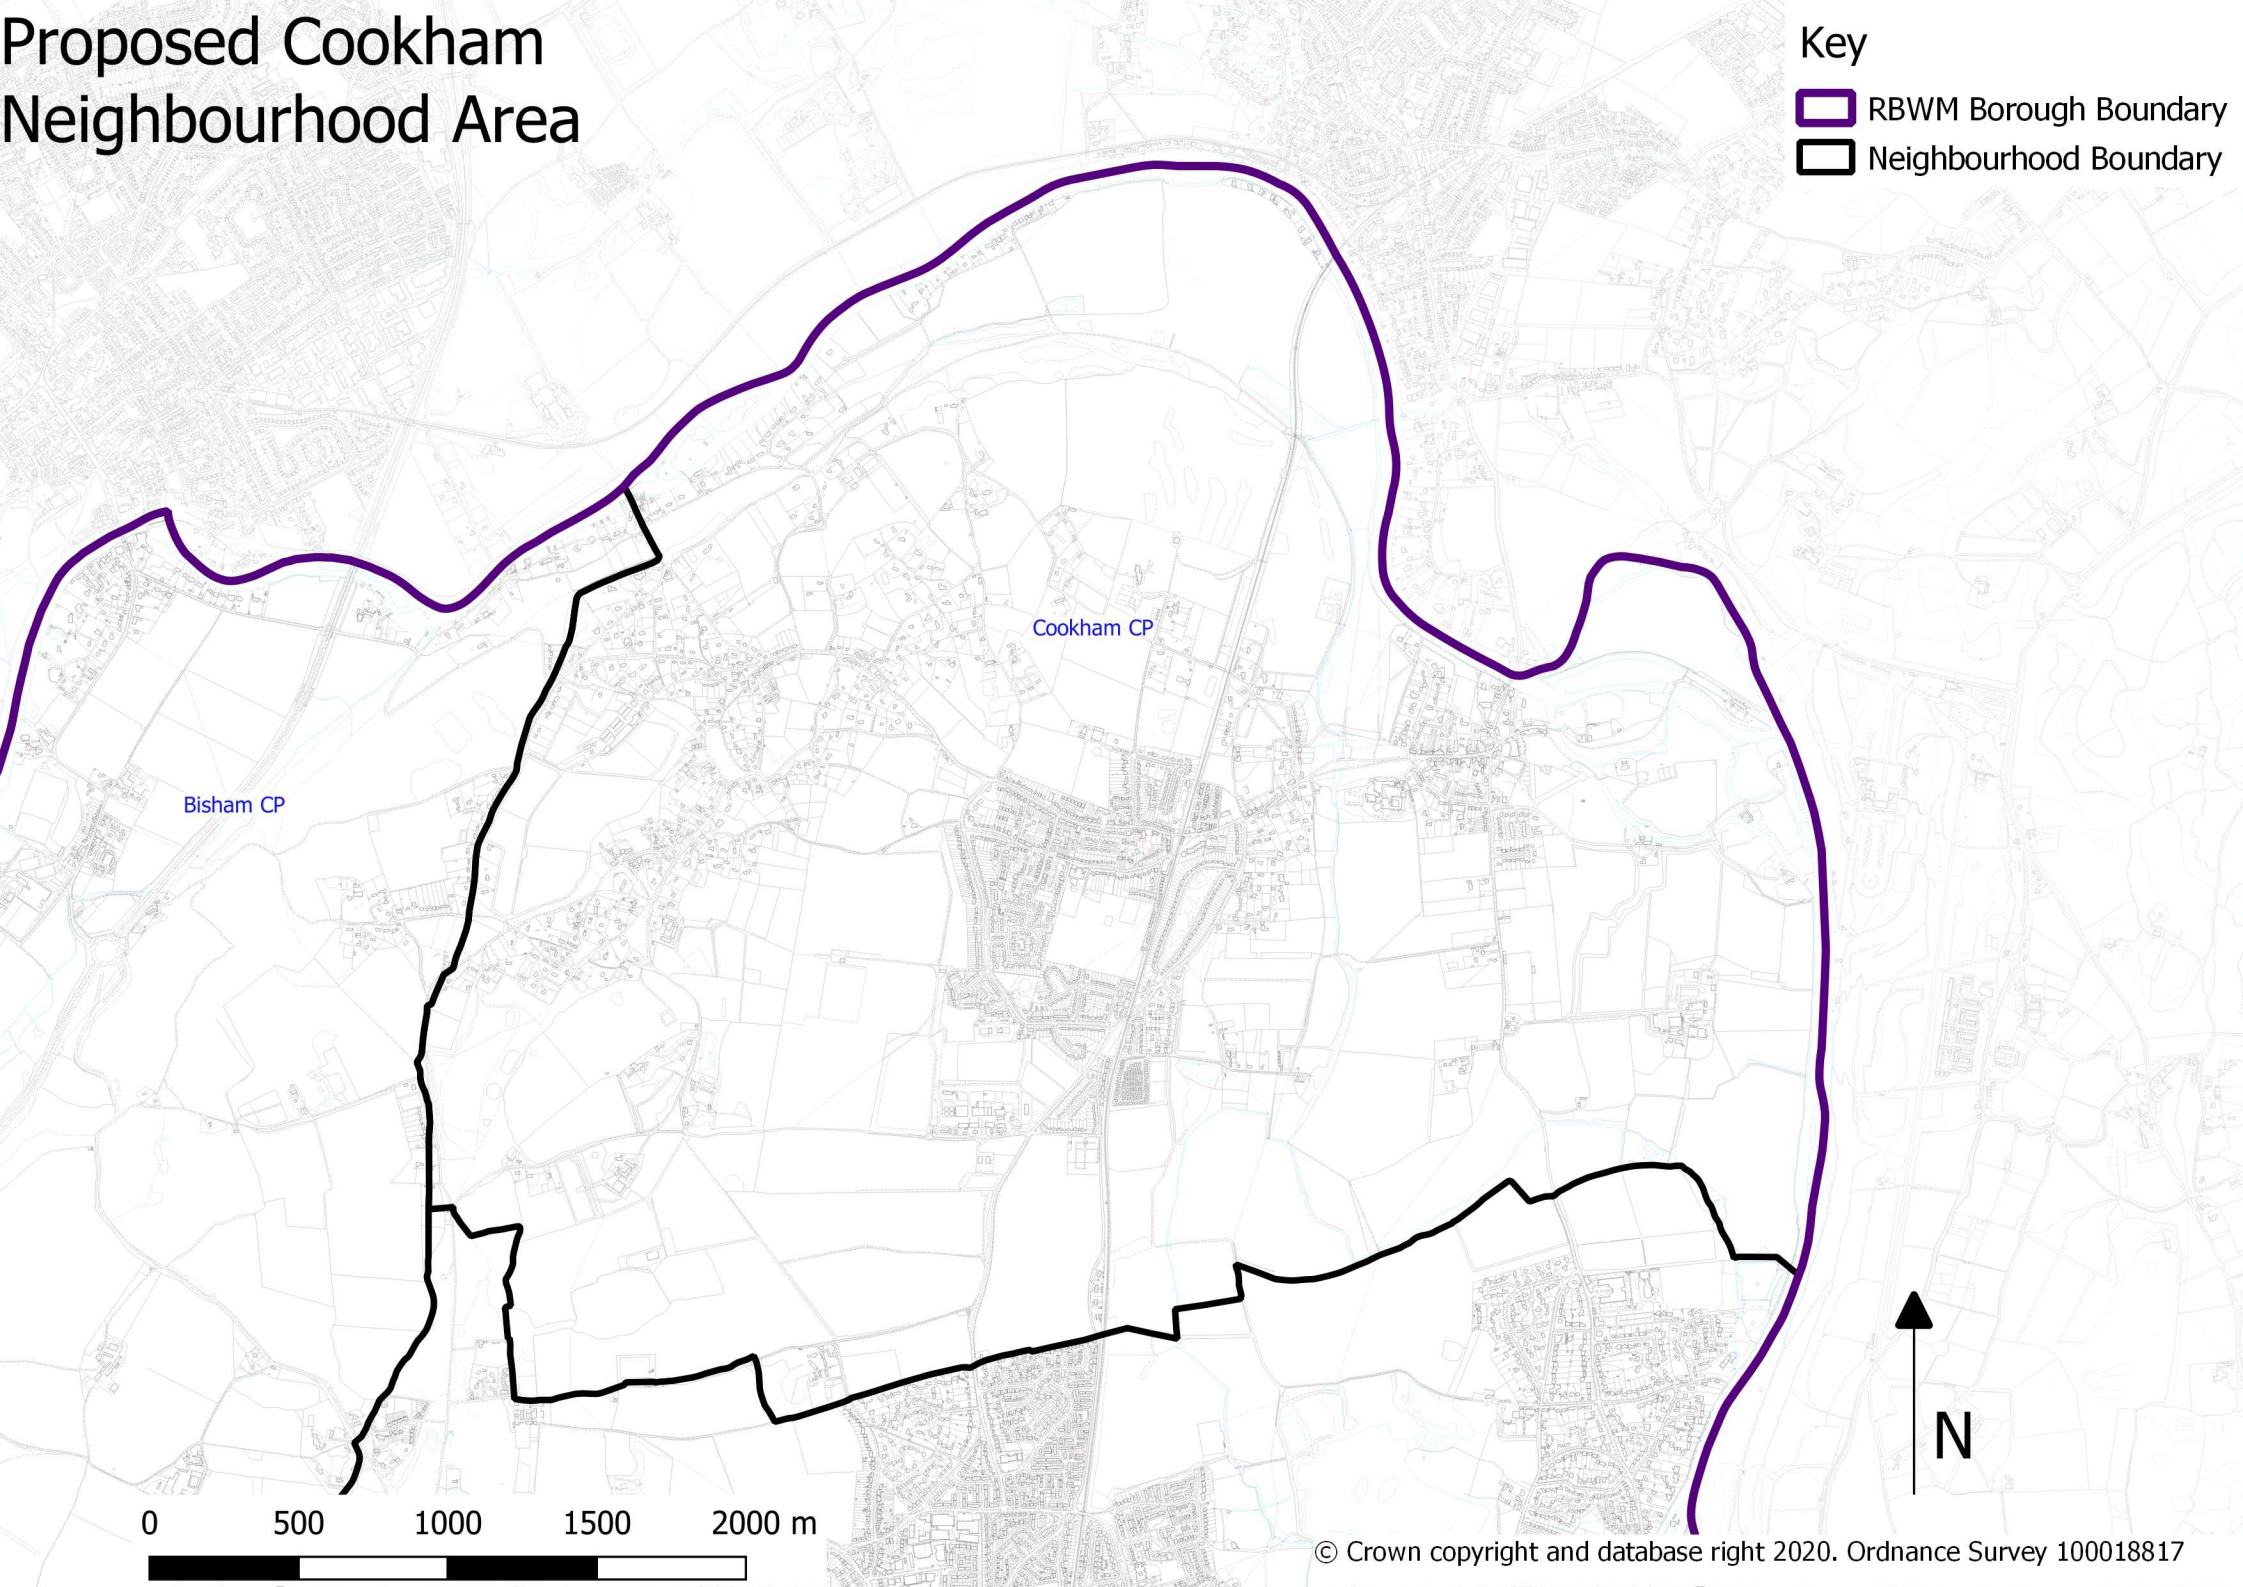 Proposed Cookham
Neighbourhood Area
Key
RBWM Borough Boundary
Neighbourhood Boundary
Cookham CP
Bisham CP
N
0 500 1000 1500 2000 m
© Crown copyright and database right 2020. Ordnance Survey 100018817